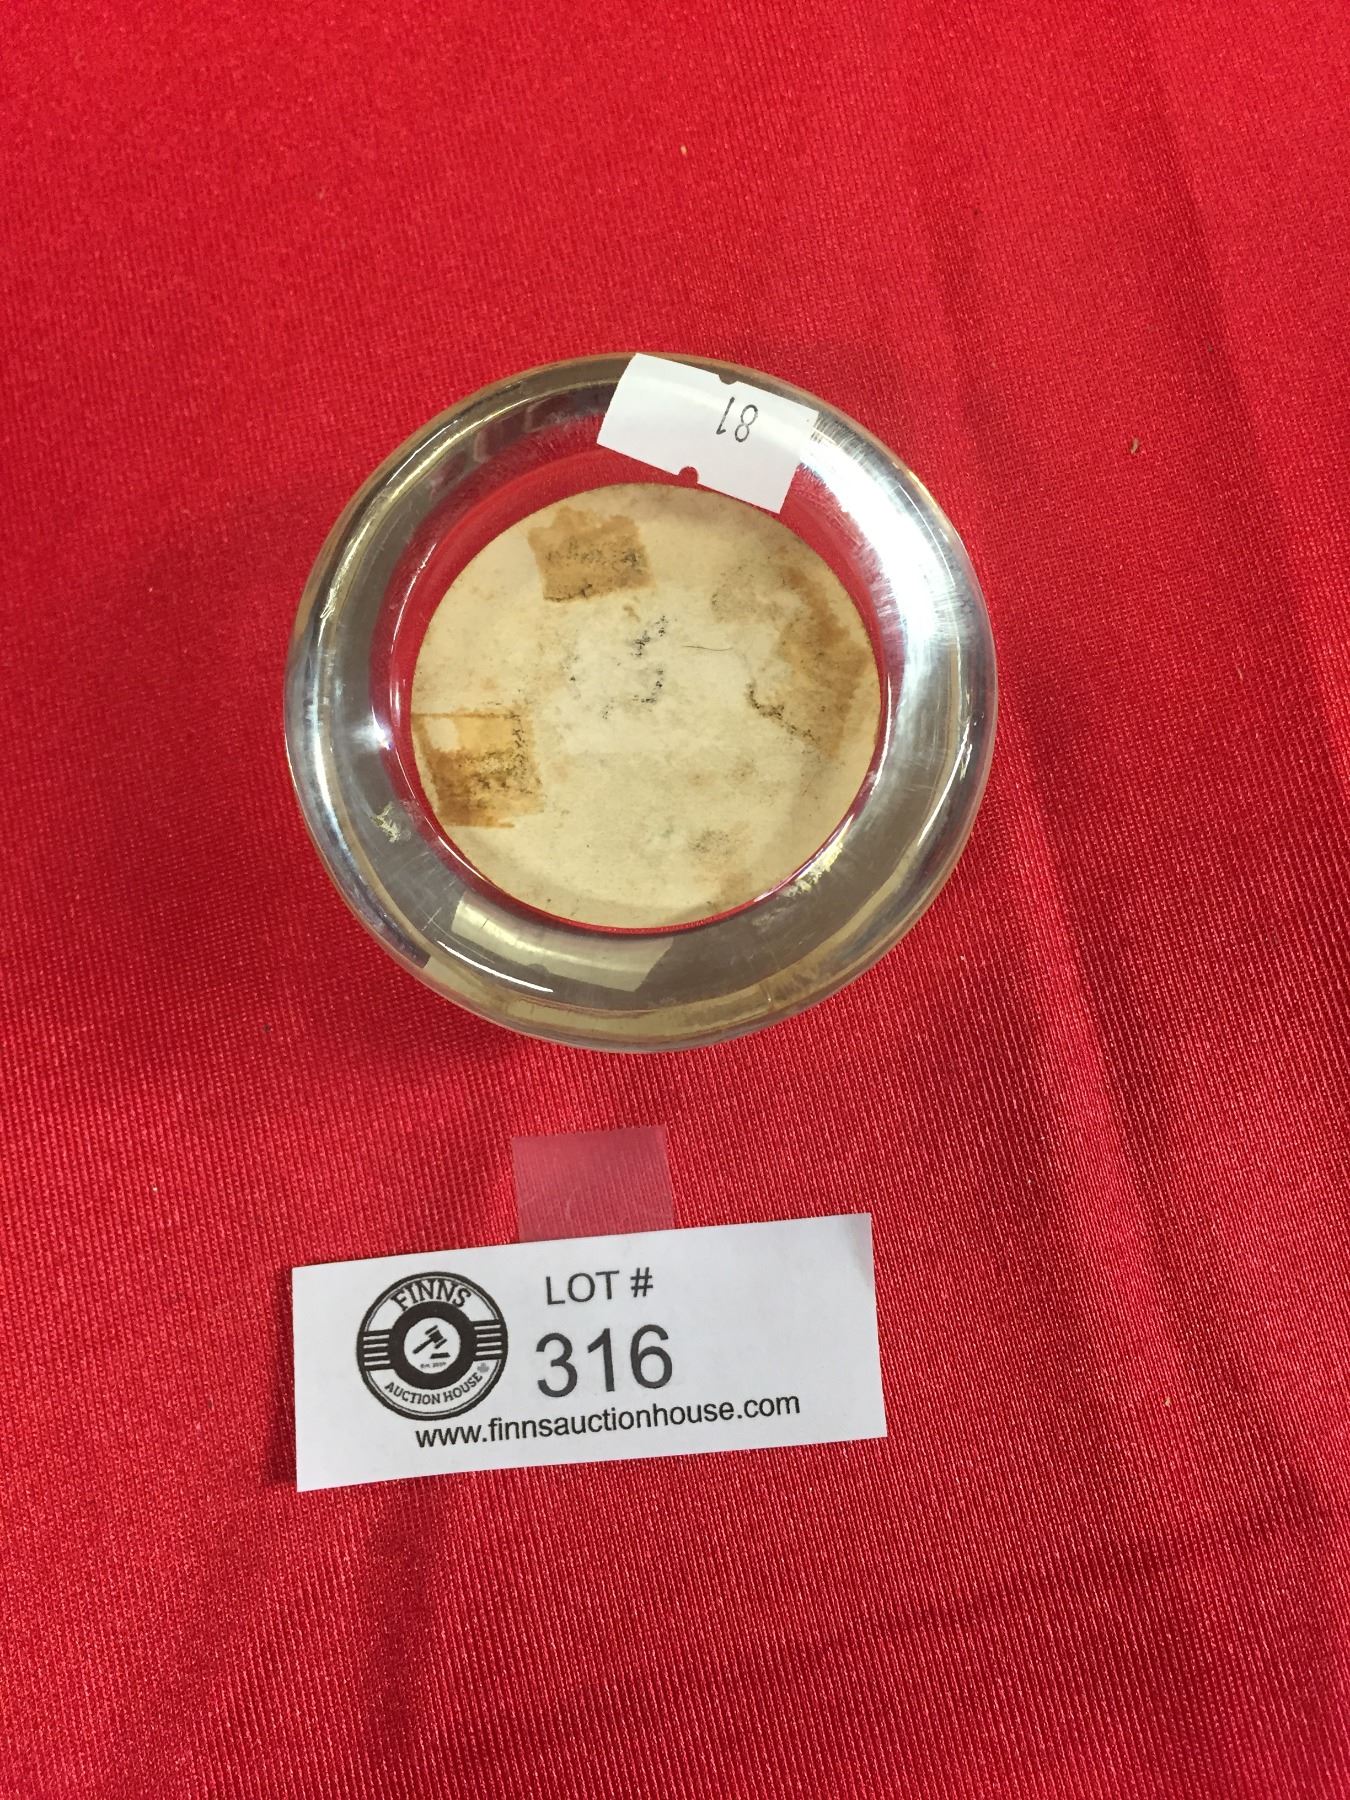 81
FINNS
AUCTION HOUSE
LOT #
316
www.finnsauctionhouse.com